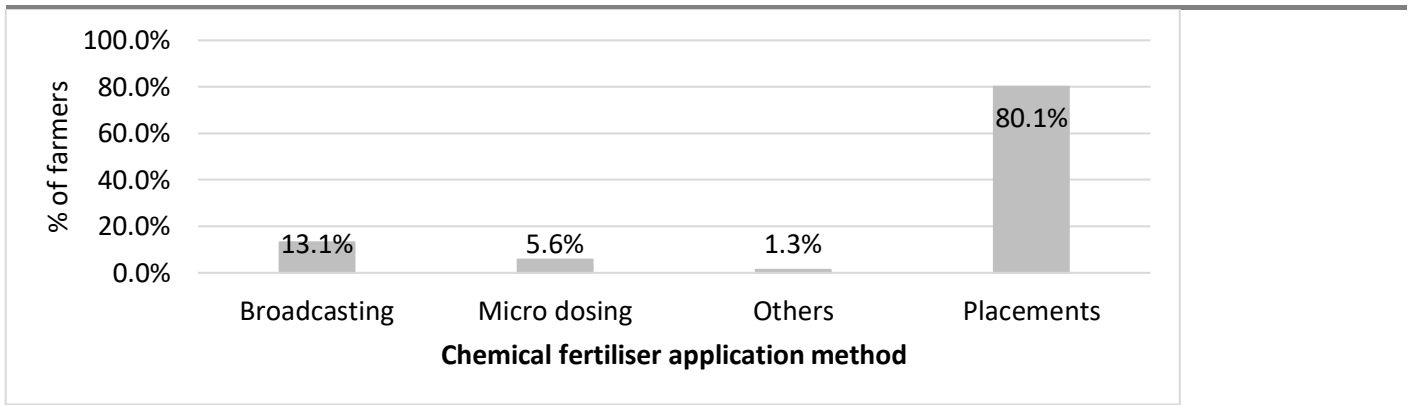 100.0%
80.0%
60.0%
40.0%
20.0%
0.0%
% of farmers
13.1%
5.6%
1.3%
80.1%
Broadcasting
Micro dosing
Others
Placements
Chemical fertiliser application method